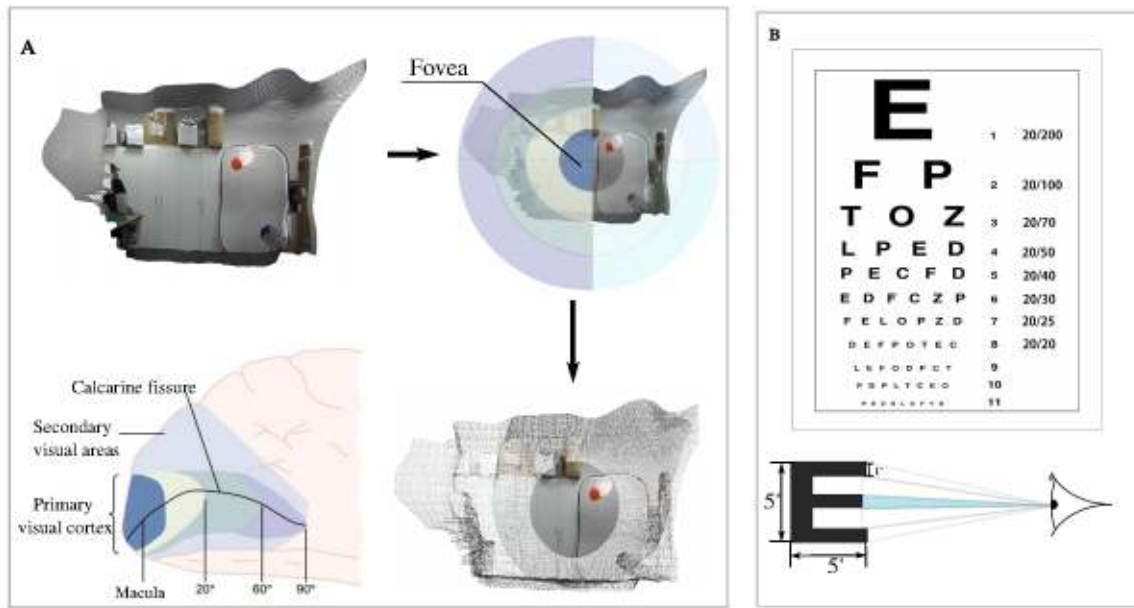 A
Fovea
Calcarine fissure
Secondary
visual areas
Primary
visual cortex
Macula
20°
60°
90°
B
E 1 20/200
F P 2 20/100
T O Z 3 20/70
L P E D 4 20/50
P E C F D 5 20/40
E D F C Z P 6 20/30
F E L O P Z D 7 20/25
D E F P O T E C 8 20/20
L E F O D P C T 9
F D P L T C E O 10
11
5'
1'
5'